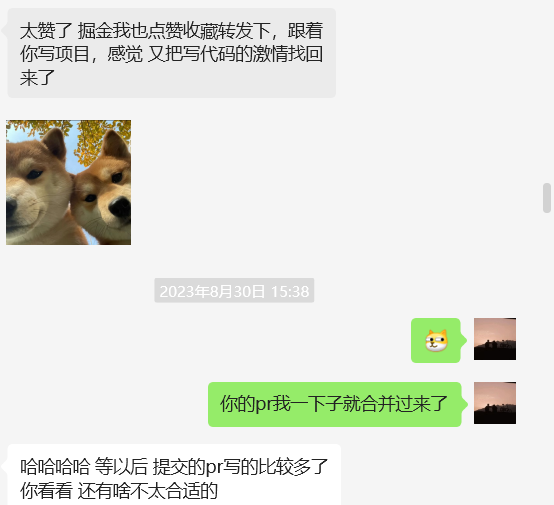 太赞了 掘金我也点赞收藏转发下，跟着
你写项目，感觉 又把写代码的激情找回
来了
2023年8月30日 15:38
你的pr我一下子就合并过来了
哈哈哈哈 等以后 提交的pr写的比较多了
你看看 还有啥不太合适的